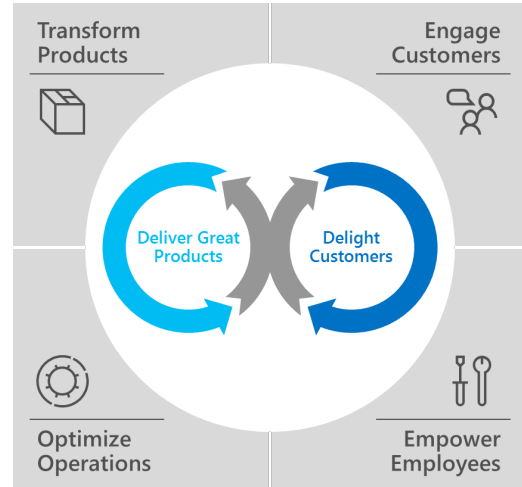 Transform
Products
Engage
Customers
Deliver Great
Products
Delight
Customers
Optimize
Operations
Empower
Employees